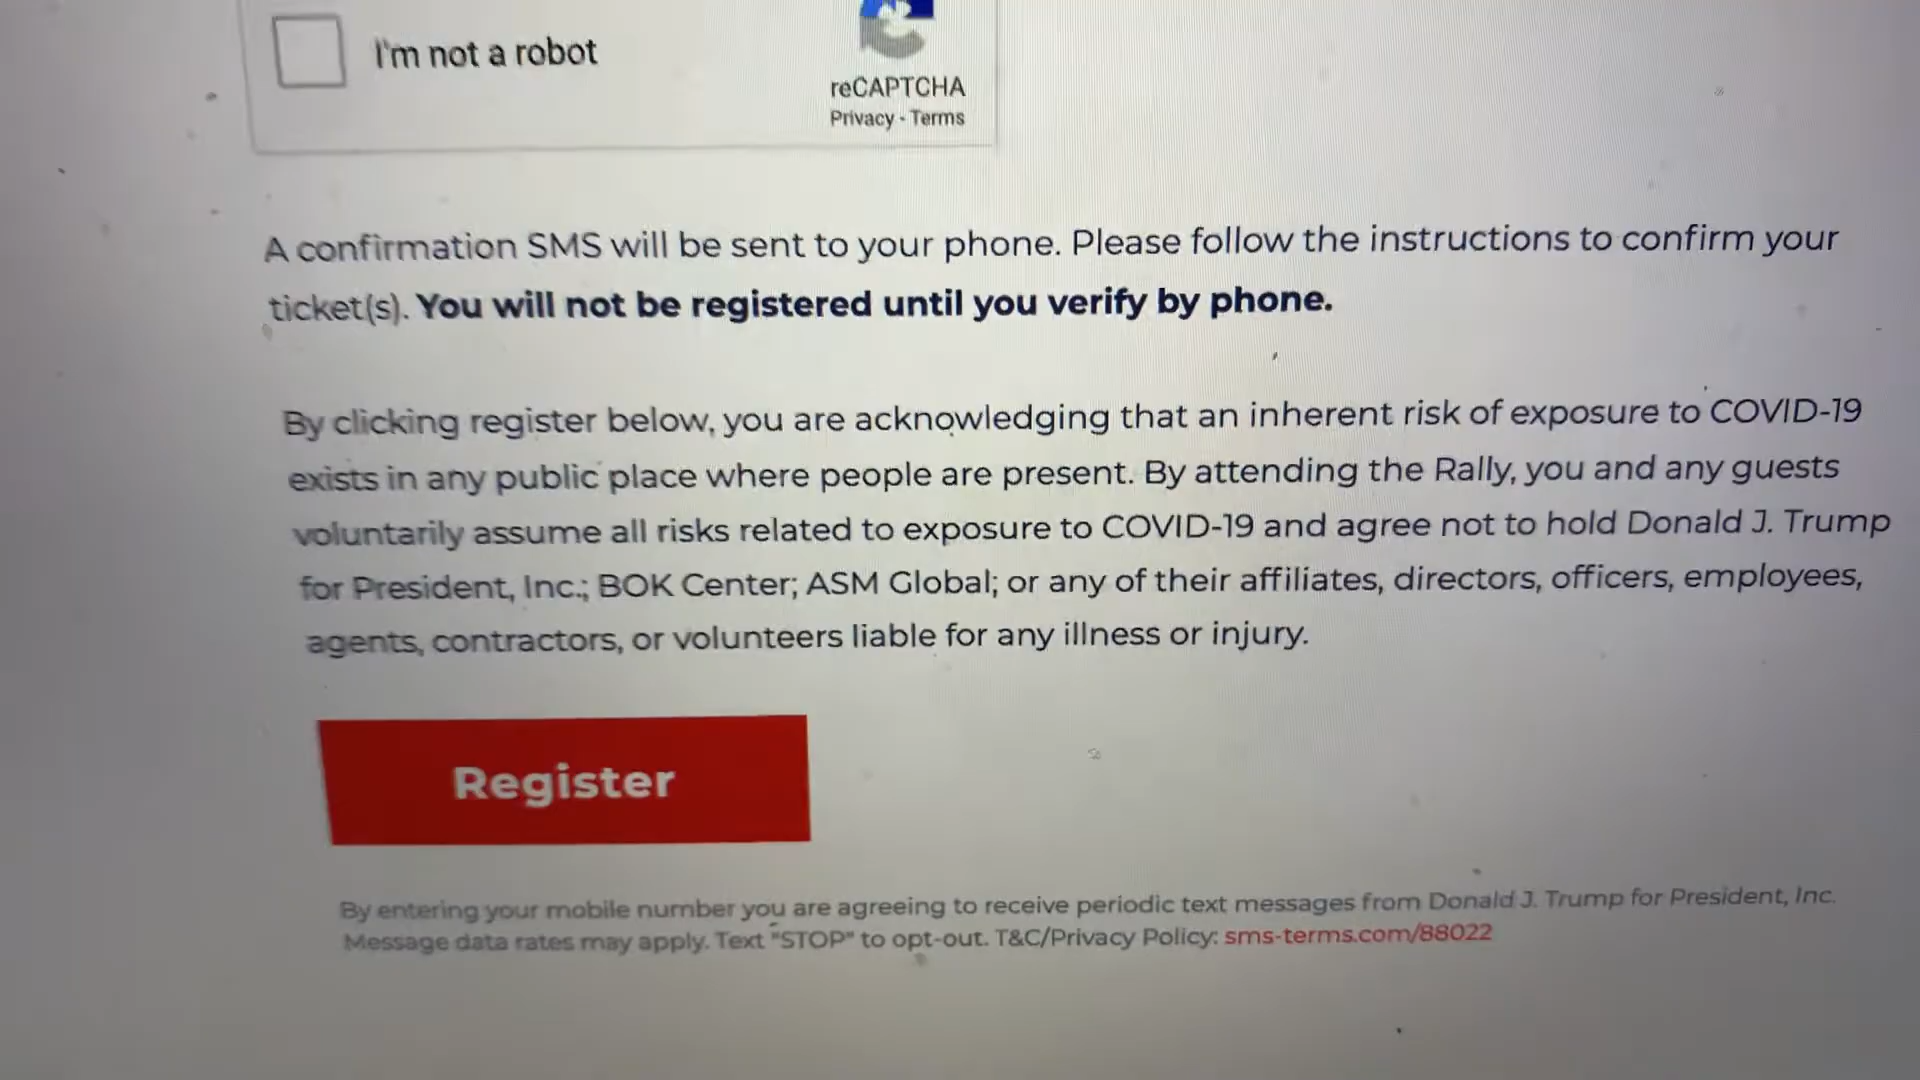 I'm not a robot
reCAPTCHA
Privacy - Terms
A confirmation SMS will be sent to your phone. Please follow the instructions to confirm your
ticket(s). You will not be registered until you verify by phone.
By clicking register below, you are acknowledging that an inherent risk of exposure to COVID-19
exists in any public place where people are present. By attending the Rally, you and any guests
voluntarily assume all risks related to exposure to COVID-19 and agree not to hold Donald J. Trump
for President, Inc.; BOK Center; ASM Global; or any of their affiliates, directors, officers, employees,
agents, contractors, or volunteers liable for any illness or injury.
Register
By entering your mobile number you are agreeing to receive periodic text messages from Donald J. Trump for President, Inc.
Message data rates may apply. Text "STOP" to opt-out. T&C/Privacy Policy: sms-terms.com/88022